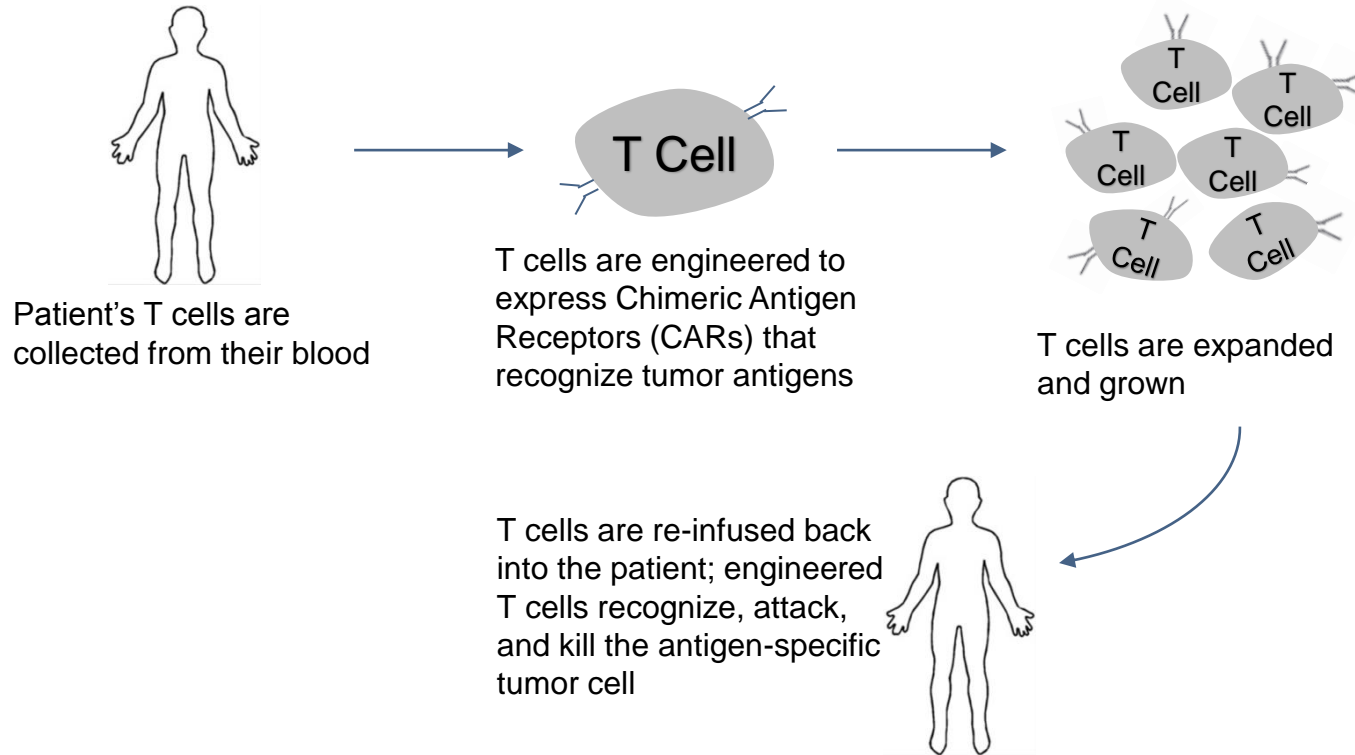 Patient’s T cells are
collected from their blood
T Cell
T cells are engineered to
express Chimeric Antigen
Receptors (CARs) that
recognize tumor antigens
T
Cell
T
Cell
T
Cell
T
Cell
T
Cell
T
Cell
T cells are expanded
and grown
T cells are re-infused back
into the patient; engineered
T cells recognize, attack,
and kill the antigen-specific
tumor cell